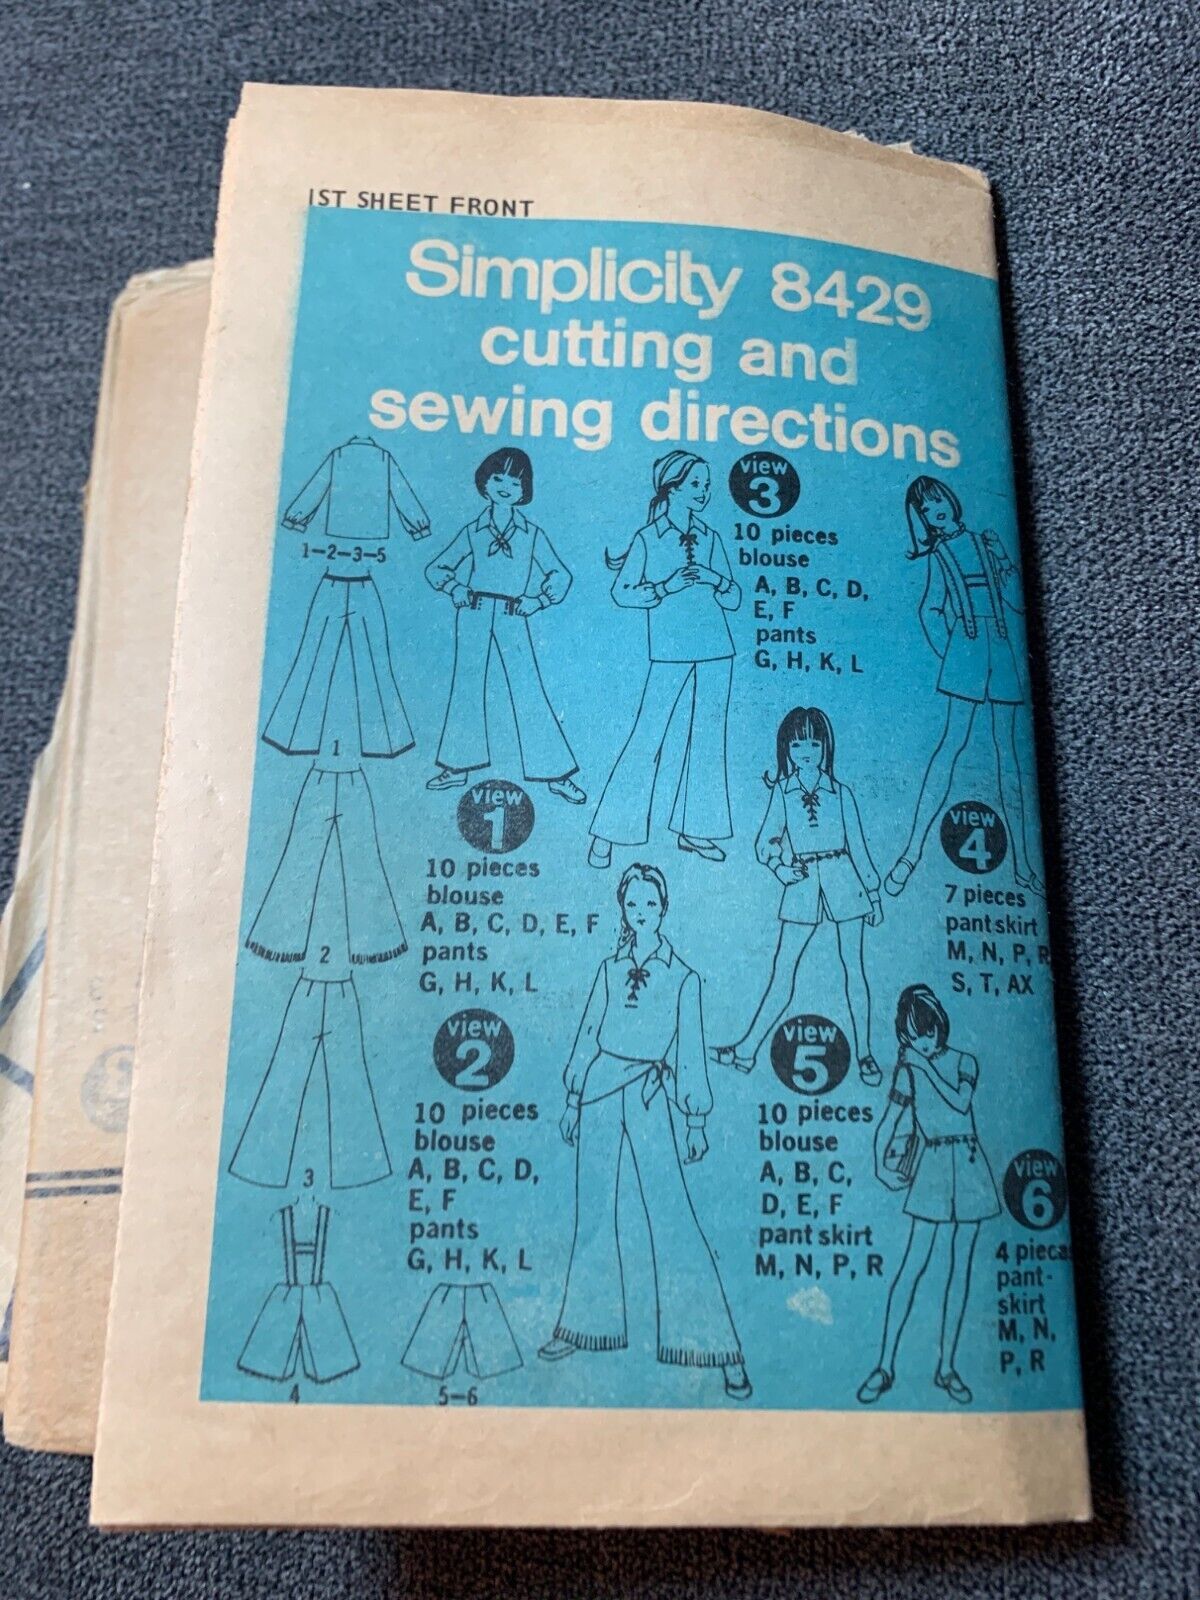 1ST SHEET FRONT
Simplicity 8429
cutting and
sewing directions
1-2-3-5
1
view
1
10 pieces
blouse
A, B, C, D, E, F
pants
G, H, K, L
view
3
10 pieces
blouse
A, B, C, D,
E, F
pants
G, H, K, L
view
4
7 pieces
pant skirt
M, N, P, R
S, T, AX
2
3
view
2
10 pieces
blouse
A, B, C, D,
E, F
pants
G, H, K, L
view
5
10 pieces
blouse
A, B, C,
D, E, F
pant skirt
M, N, P, R
view
6
4 pieces
pant-
skirt
M, N,
P, R
4
5-6